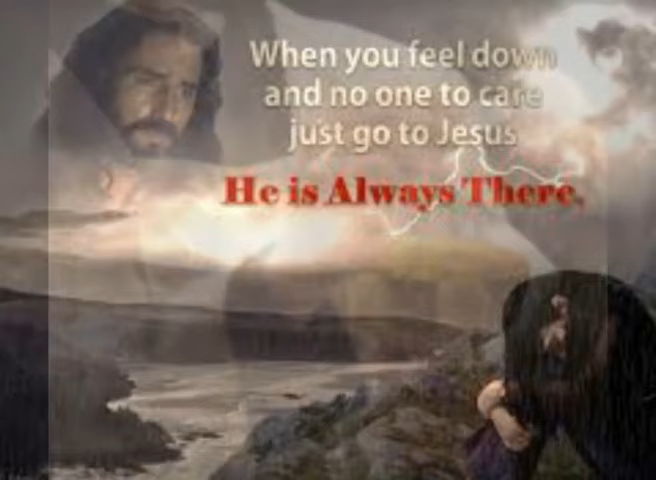 When you feel down
and no one to care
just go to Jesus
He is Always There.